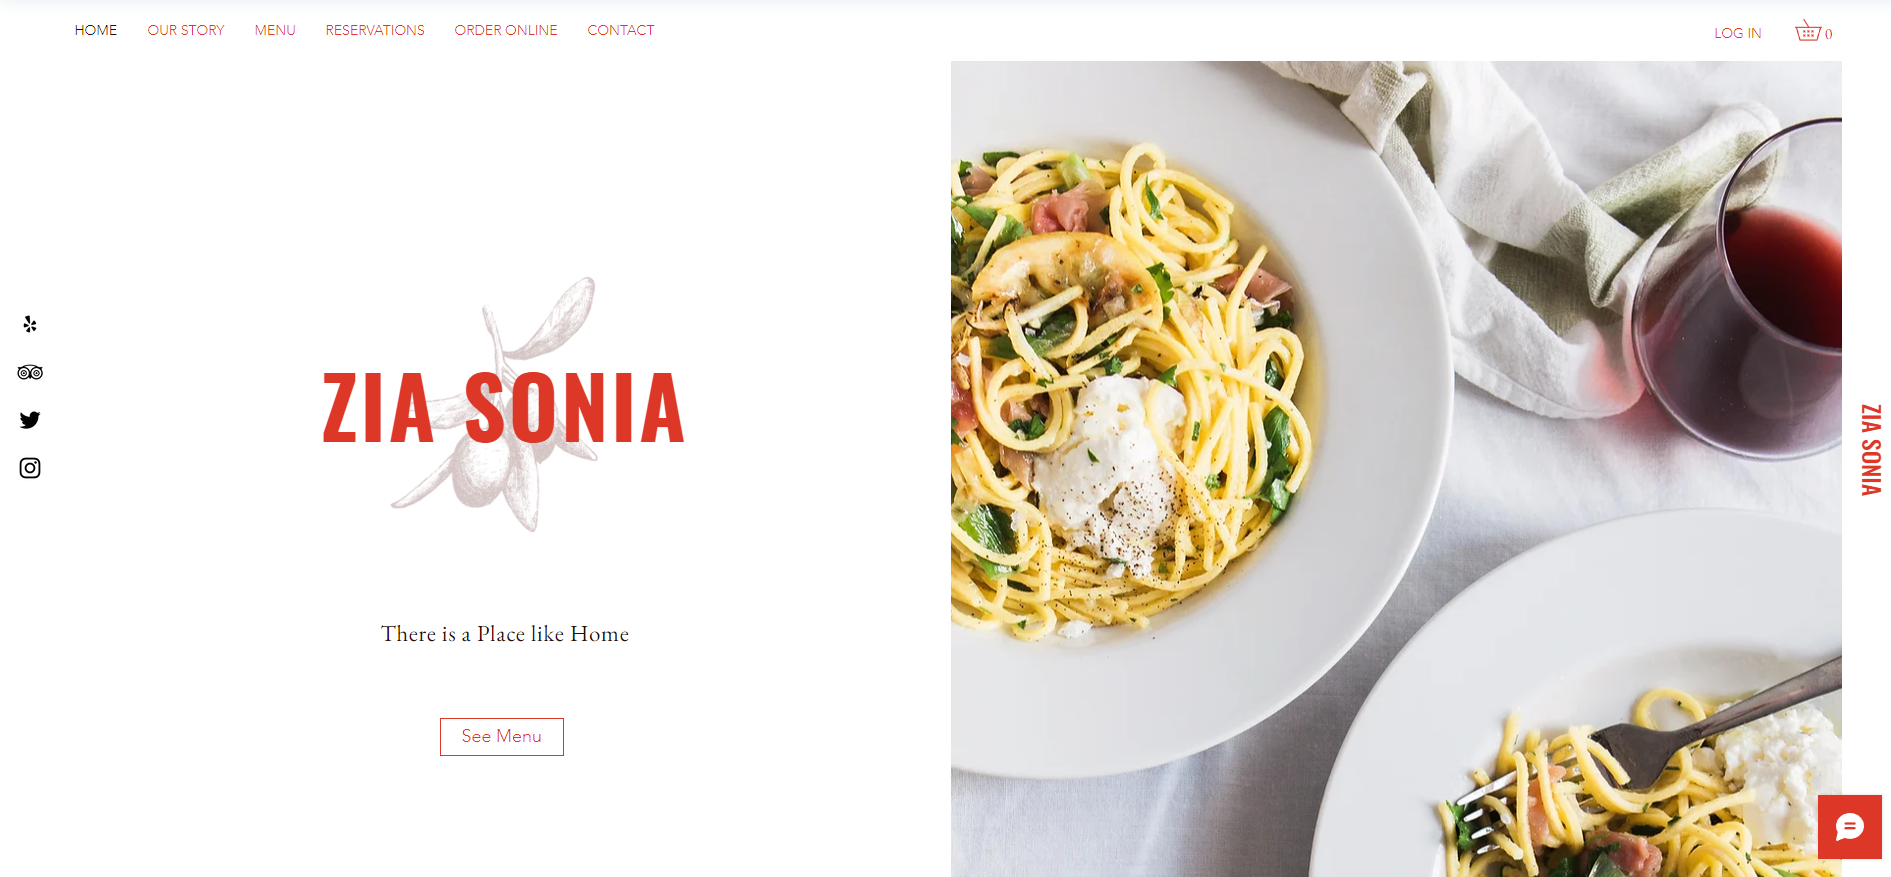 HOME OUR STORY MENU RESERVATIONS ORDER ONLINE CONTACT
LOG IN 0
ZIA SONIA
There is a Place like Home
See Menu
ZIA SONIA